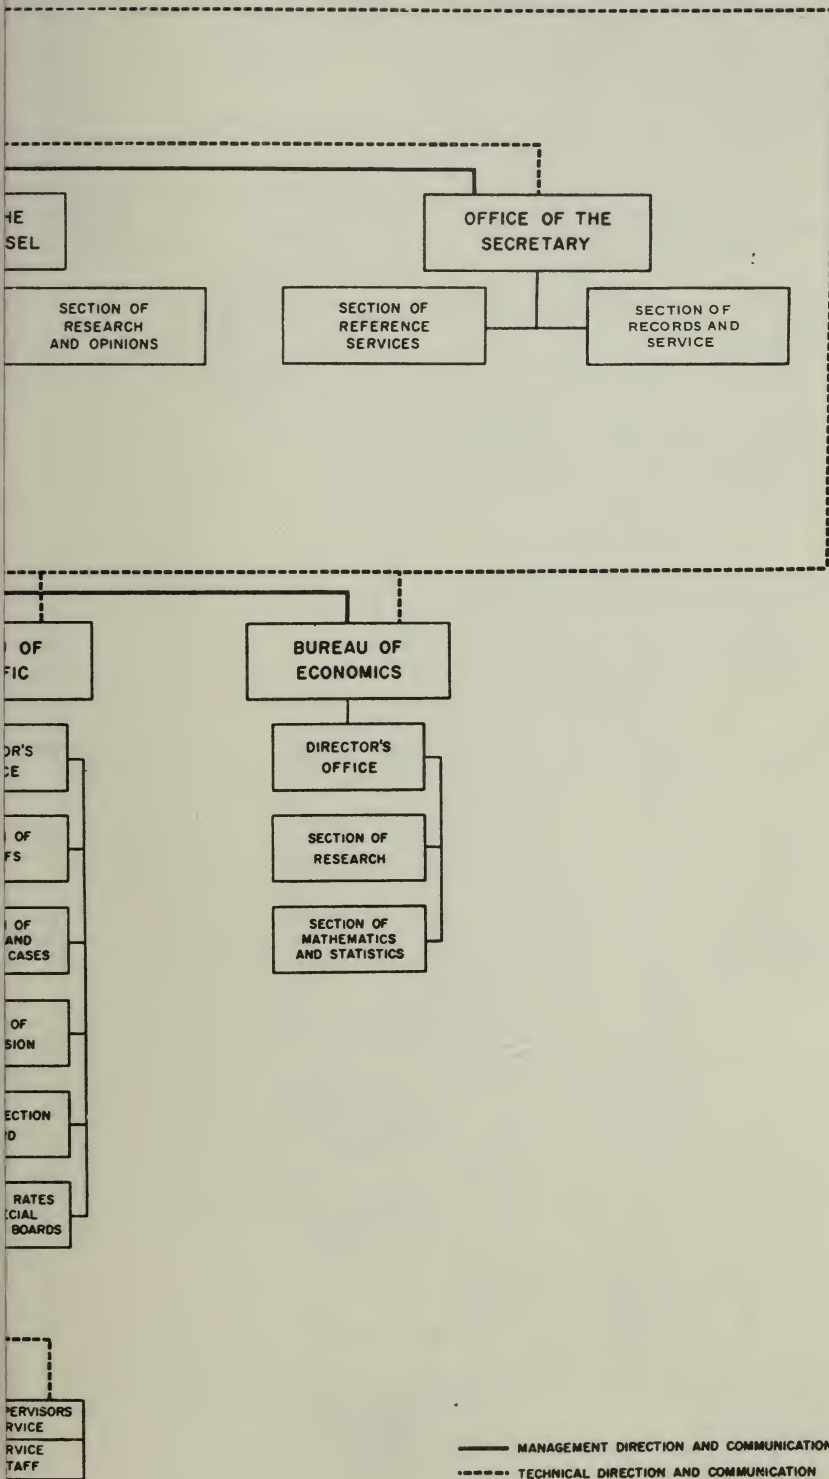 HE
SEL
OFFICE OF THE
SECRETARY
SECTION OF
RESEARCH
AND OPINIONS
SECTION OF
REFERENCE
SERVICES
SECTION OF
RECORDS AND
SERVICE
OF
FIC
BUREAU OF
ECONOMICS
OR'S
CE
DIRECTOR'S
OFFICE
OF
FS
SECTION OF
RESEARCH
OF
AND
CASES
SECTION OF
MATHEMATICS
AND STATISTICS
OF
SION
ECTION
D
RATES
ECIAL
BOARDS
PERVISORS
RVICE
RVICE
TAFF
MANAGEMENT DIRECTION AND COMMUNICATION
TECHNICAL DIRECTION AND COMMUNICATION